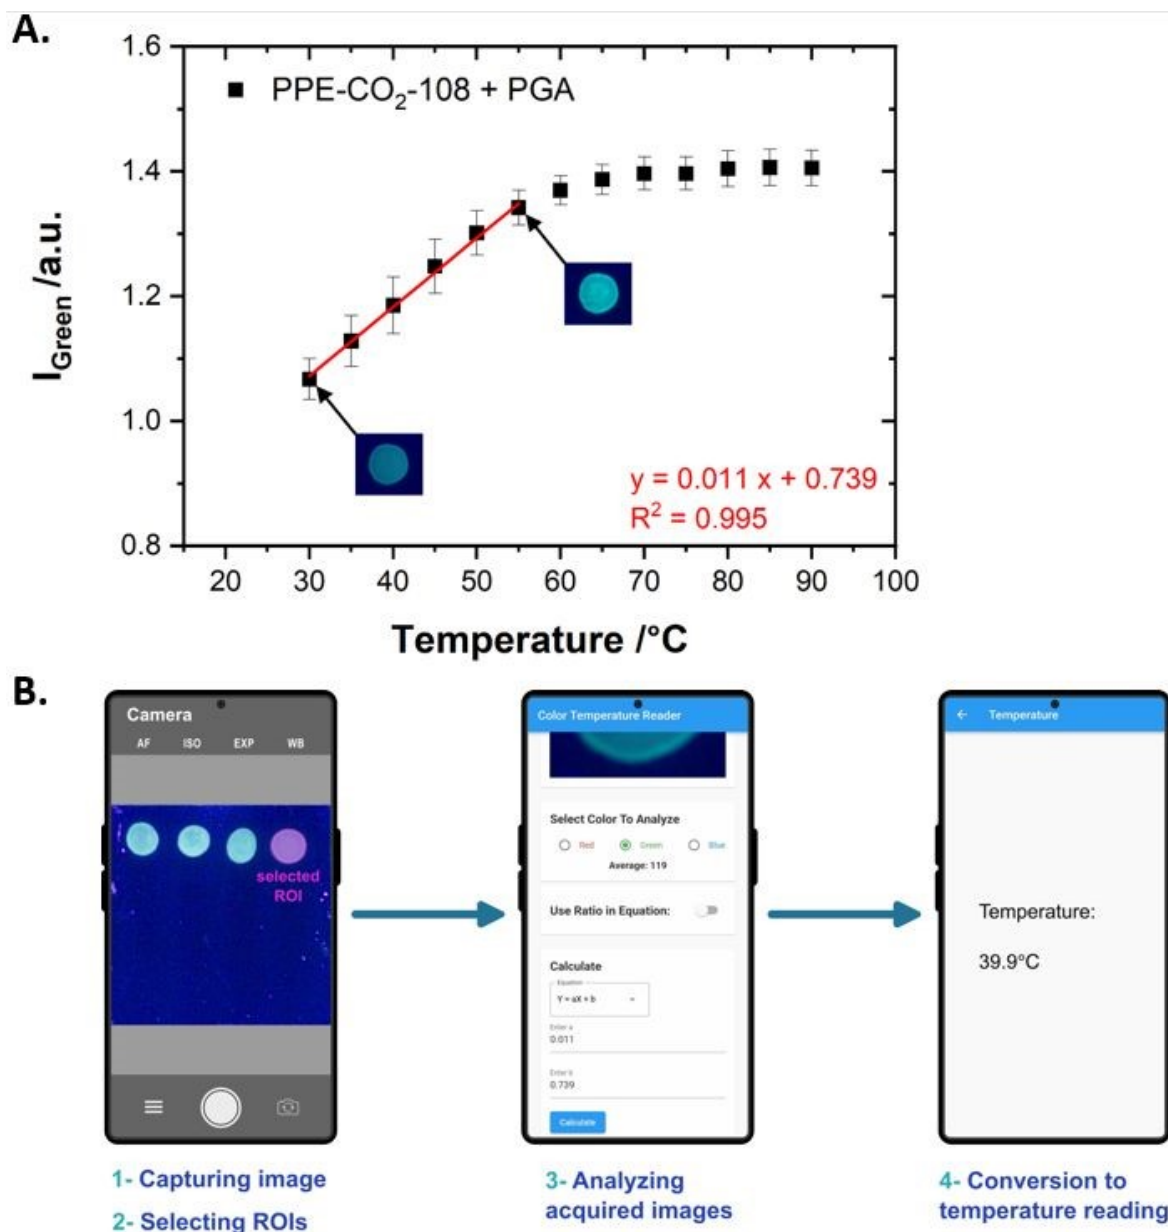 A.
PPE-CO₂-108 + PGA
1.6
1.4
1.2
1.0
0.8
I_Green /a.u.
y = 0.011 x + 0.739
R² = 0.995
20 30 40 50 60 70 80 90 100
Temperature /°C
B.
Camera
AF ISO EXP WB
selected
ROI
Color Temperature Reader
Select Color To Analyze
Red Green Blue
Average: 119
Use Ratio in Equation:
Calculate
Equation
Y = aX + b
Enter a
0.011
Enter b
0.739
Calculate
Temperature
Temperature:
39.9°C
1- Capturing image
2- Selecting ROIs
3- Analyzing
acquired images
4- Conversion to
temperature reading